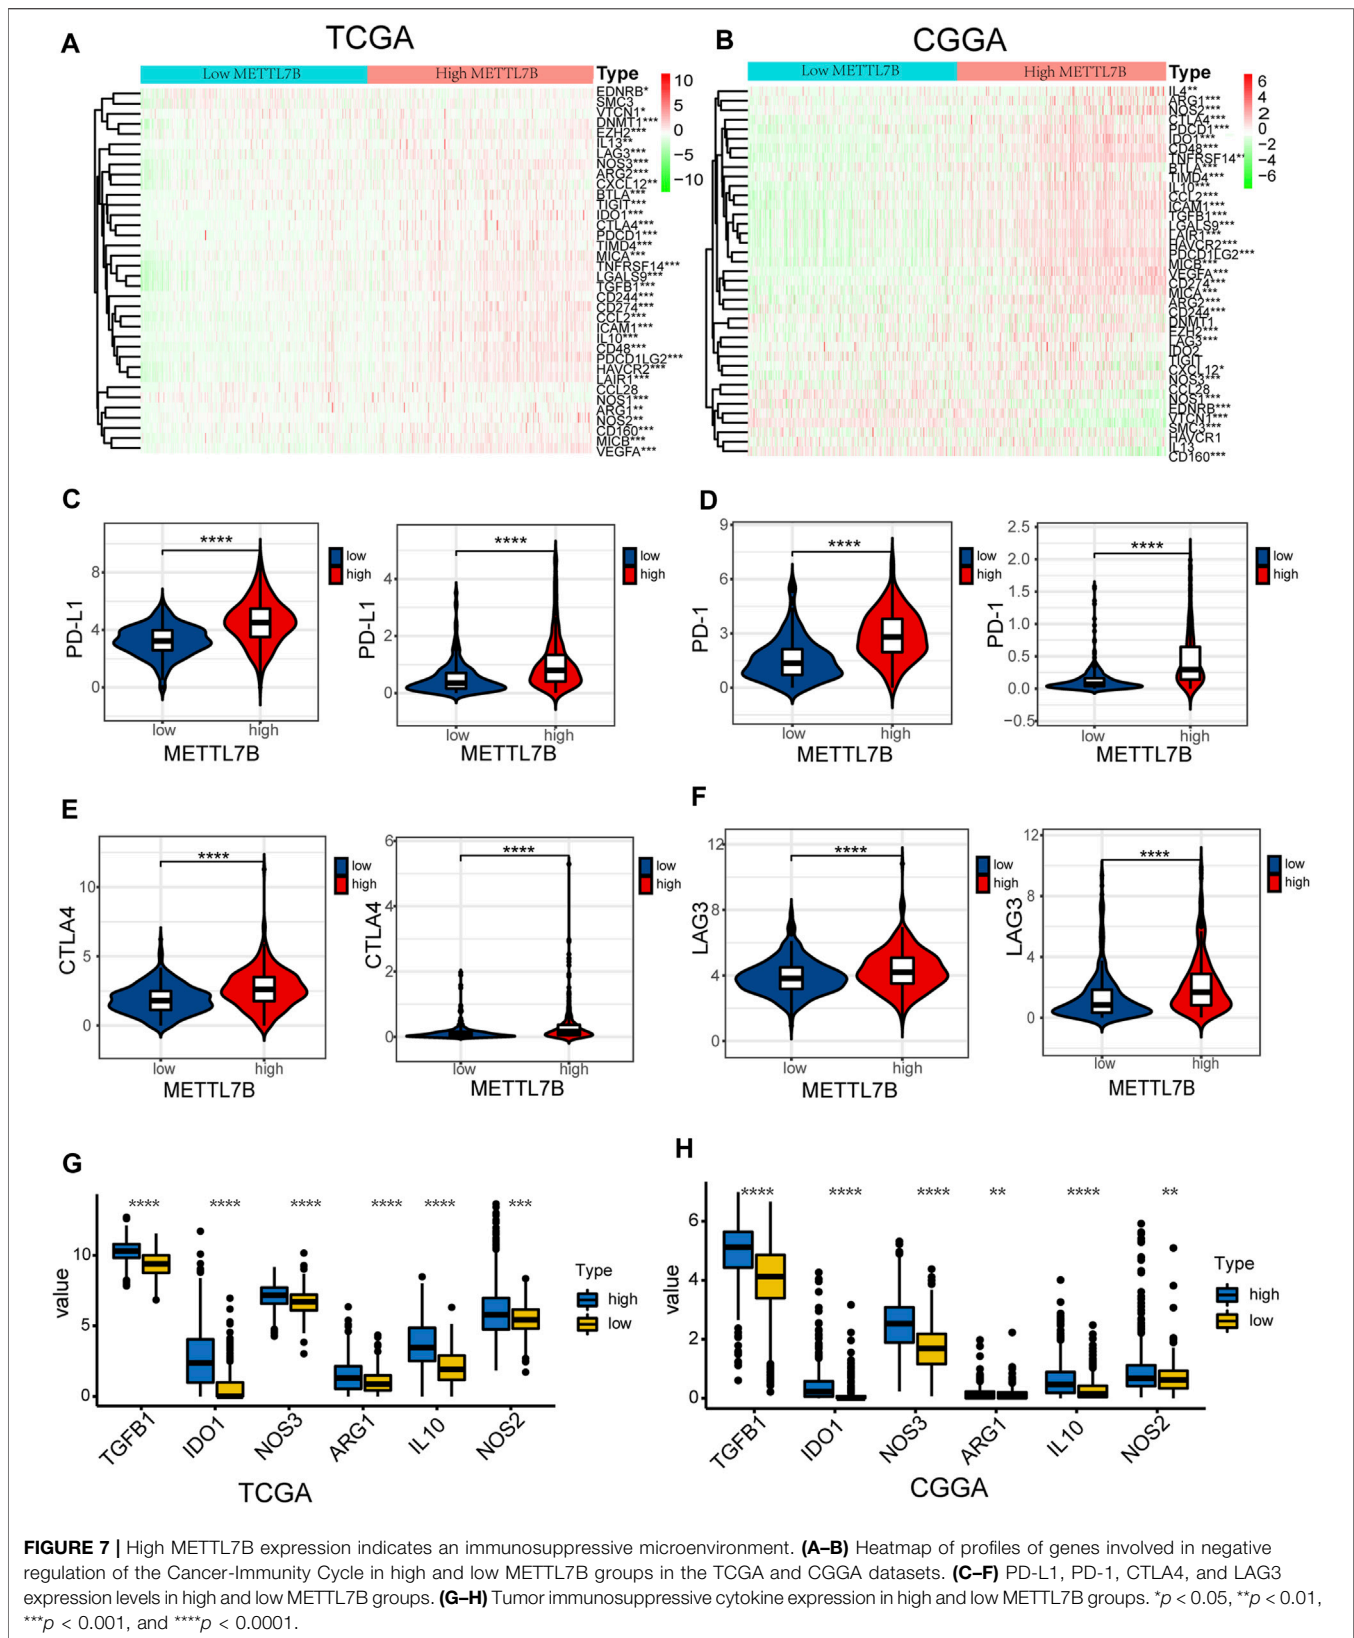 A
TCGA
Low METTL7B
High METTL7B
Type
10
5
0
−5
−10
EDNRB*
SMC3
VTCN1*
DNMT1***
EZH2***
IL13**
LAG3***
NOS3***
ARG2***
CXCL12**
BTLA***
TIGIT***
IDO1***
CTLA4***
PDCD1***
TIMD4***
MICA***
TNFRSF14***
LGALS9***
TGFB1***
CD244***
CD274***
CCL2***
ICAM1***
IL10***
CD48***
PDCD1LG2***
HAVCR2***
LAIR1***
CCL28
NOS1***
ARG1**
NOS2**
CD160***
MICB***
VEGFA***
B
CGGA
Low METTL7B
High METTL7B
Type
6
4
2
0
−2
−4
−6
IL4**
ARG1***
NOS2***
CTLA4***
PDCD1***
IDO1***
CD48***
TNFRSF14**
BTLA***
TIMD4***
IL10***
CCL2***
ICAM1***
TGFB1***
LGALS9***
LAIR1***
HAVCR2***
PDCD1LG2***
MICB***
VEGFA***
CD274***
MICA***
ARG2***
CD244***
DNMT1
EZH2***
LAG3***
IDO2
TIGIT
CXCL12*
NOS3***
CCL28
NOS1***
EDNRB***
VTCN1***
SMC3***
HAVCR1
IL13
CD160***
C
PD-L1
8
4
0
****
low
high
low high
METTL7B
PD-L1
4
2
0
****
low
high
low high
METTL7B
D
PD-1
9
6
3
0
****
low
high
low high
METTL7B
PD-1
2.5
2.0
1.5
1.0
0.5
0.0
−0.5
****
low
high
low high
METTL7B
E
CTLA4
10
5
0
****
low
high
low high
METTL7B
CTLA4
6
4
2
0
****
low
high
low high
METTL7B
F
LAG3
12
8
4
0
****
low
high
low high
METTL7B
LAG3
12
8
4
0
****
low
high
low high
METTL7B
G
**** **** **** **** **** ***
value
10
5
0
TGFB1 IDO1 NOS3 ARG1 IL10 NOS2
TCGA
Type
high
low
H
**** **** **** ** **** **
value
6
4
2
0
TGFB1 IDO1 NOS3 ARG1 IL10 NOS2
CGGA
Type
high
low
FIGURE 7 | High METTL7B expression indicates an immunosuppressive microenvironment. (A–B) Heatmap of profiles of genes involved in negative
regulation of the Cancer-Immunity Cycle in high and low METTL7B groups in the TCGA and CGGA datasets. (C–F) PD-L1, PD-1, CTLA4, and LAG3
expression levels in high and low METTL7B groups. (G–H) Tumor immunosuppressive cytokine expression in high and low METTL7B groups. *p < 0.05, **p < 0.01,
***p < 0.001, and ****p < 0.0001.